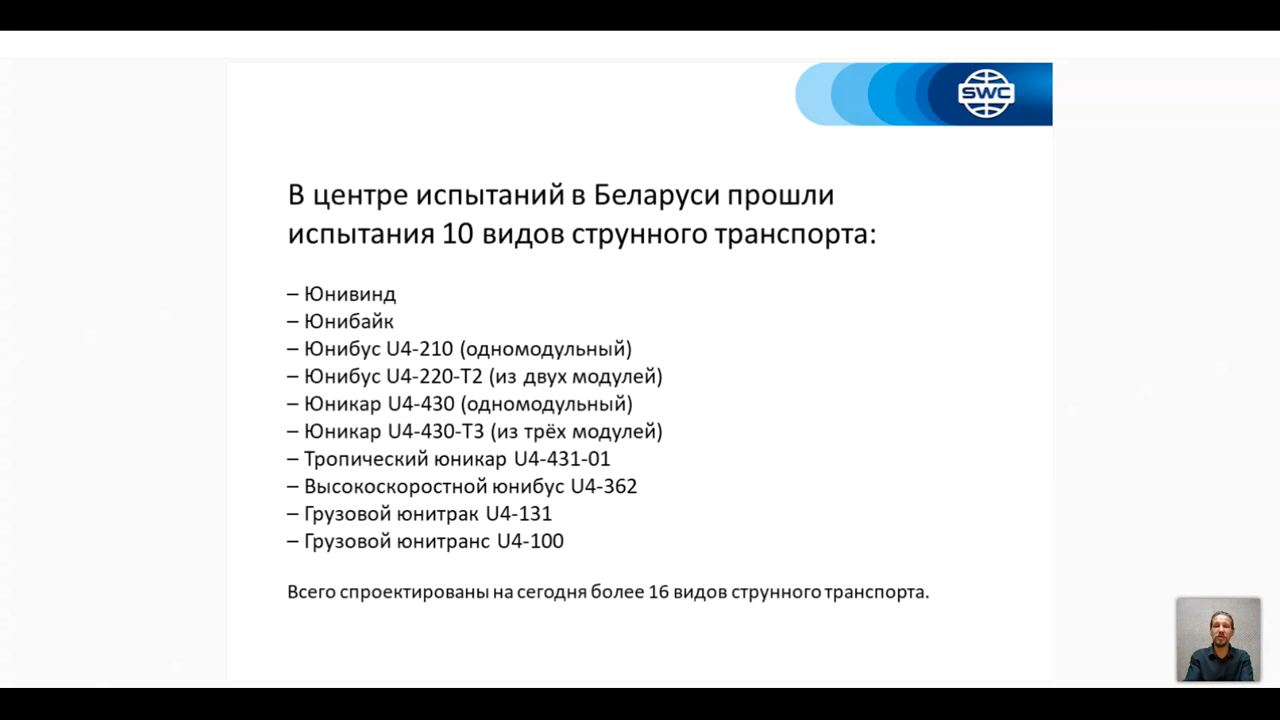 SWC
В центре испытаний в Беларуси прошли
испытания 10 видов струнного транспорта:
– Юнивинд
– Юнибайк
– Юнибус U4-210 (одномодульный)
– Юнибус U4-220-Т2 (из двух модулей)
– Юникар U4-430 (одномодульный)
– Юникар U4-430-Т3 (из трёх модулей)
– Тропический юникар U4-431-01
– Высокоскоростной юнибус U4-362
– Грузовой юнитрак U4-131
– Грузовой юнитранс U4-100
Всего спроектированы на сегодня более 16 видов струнного транспорта.